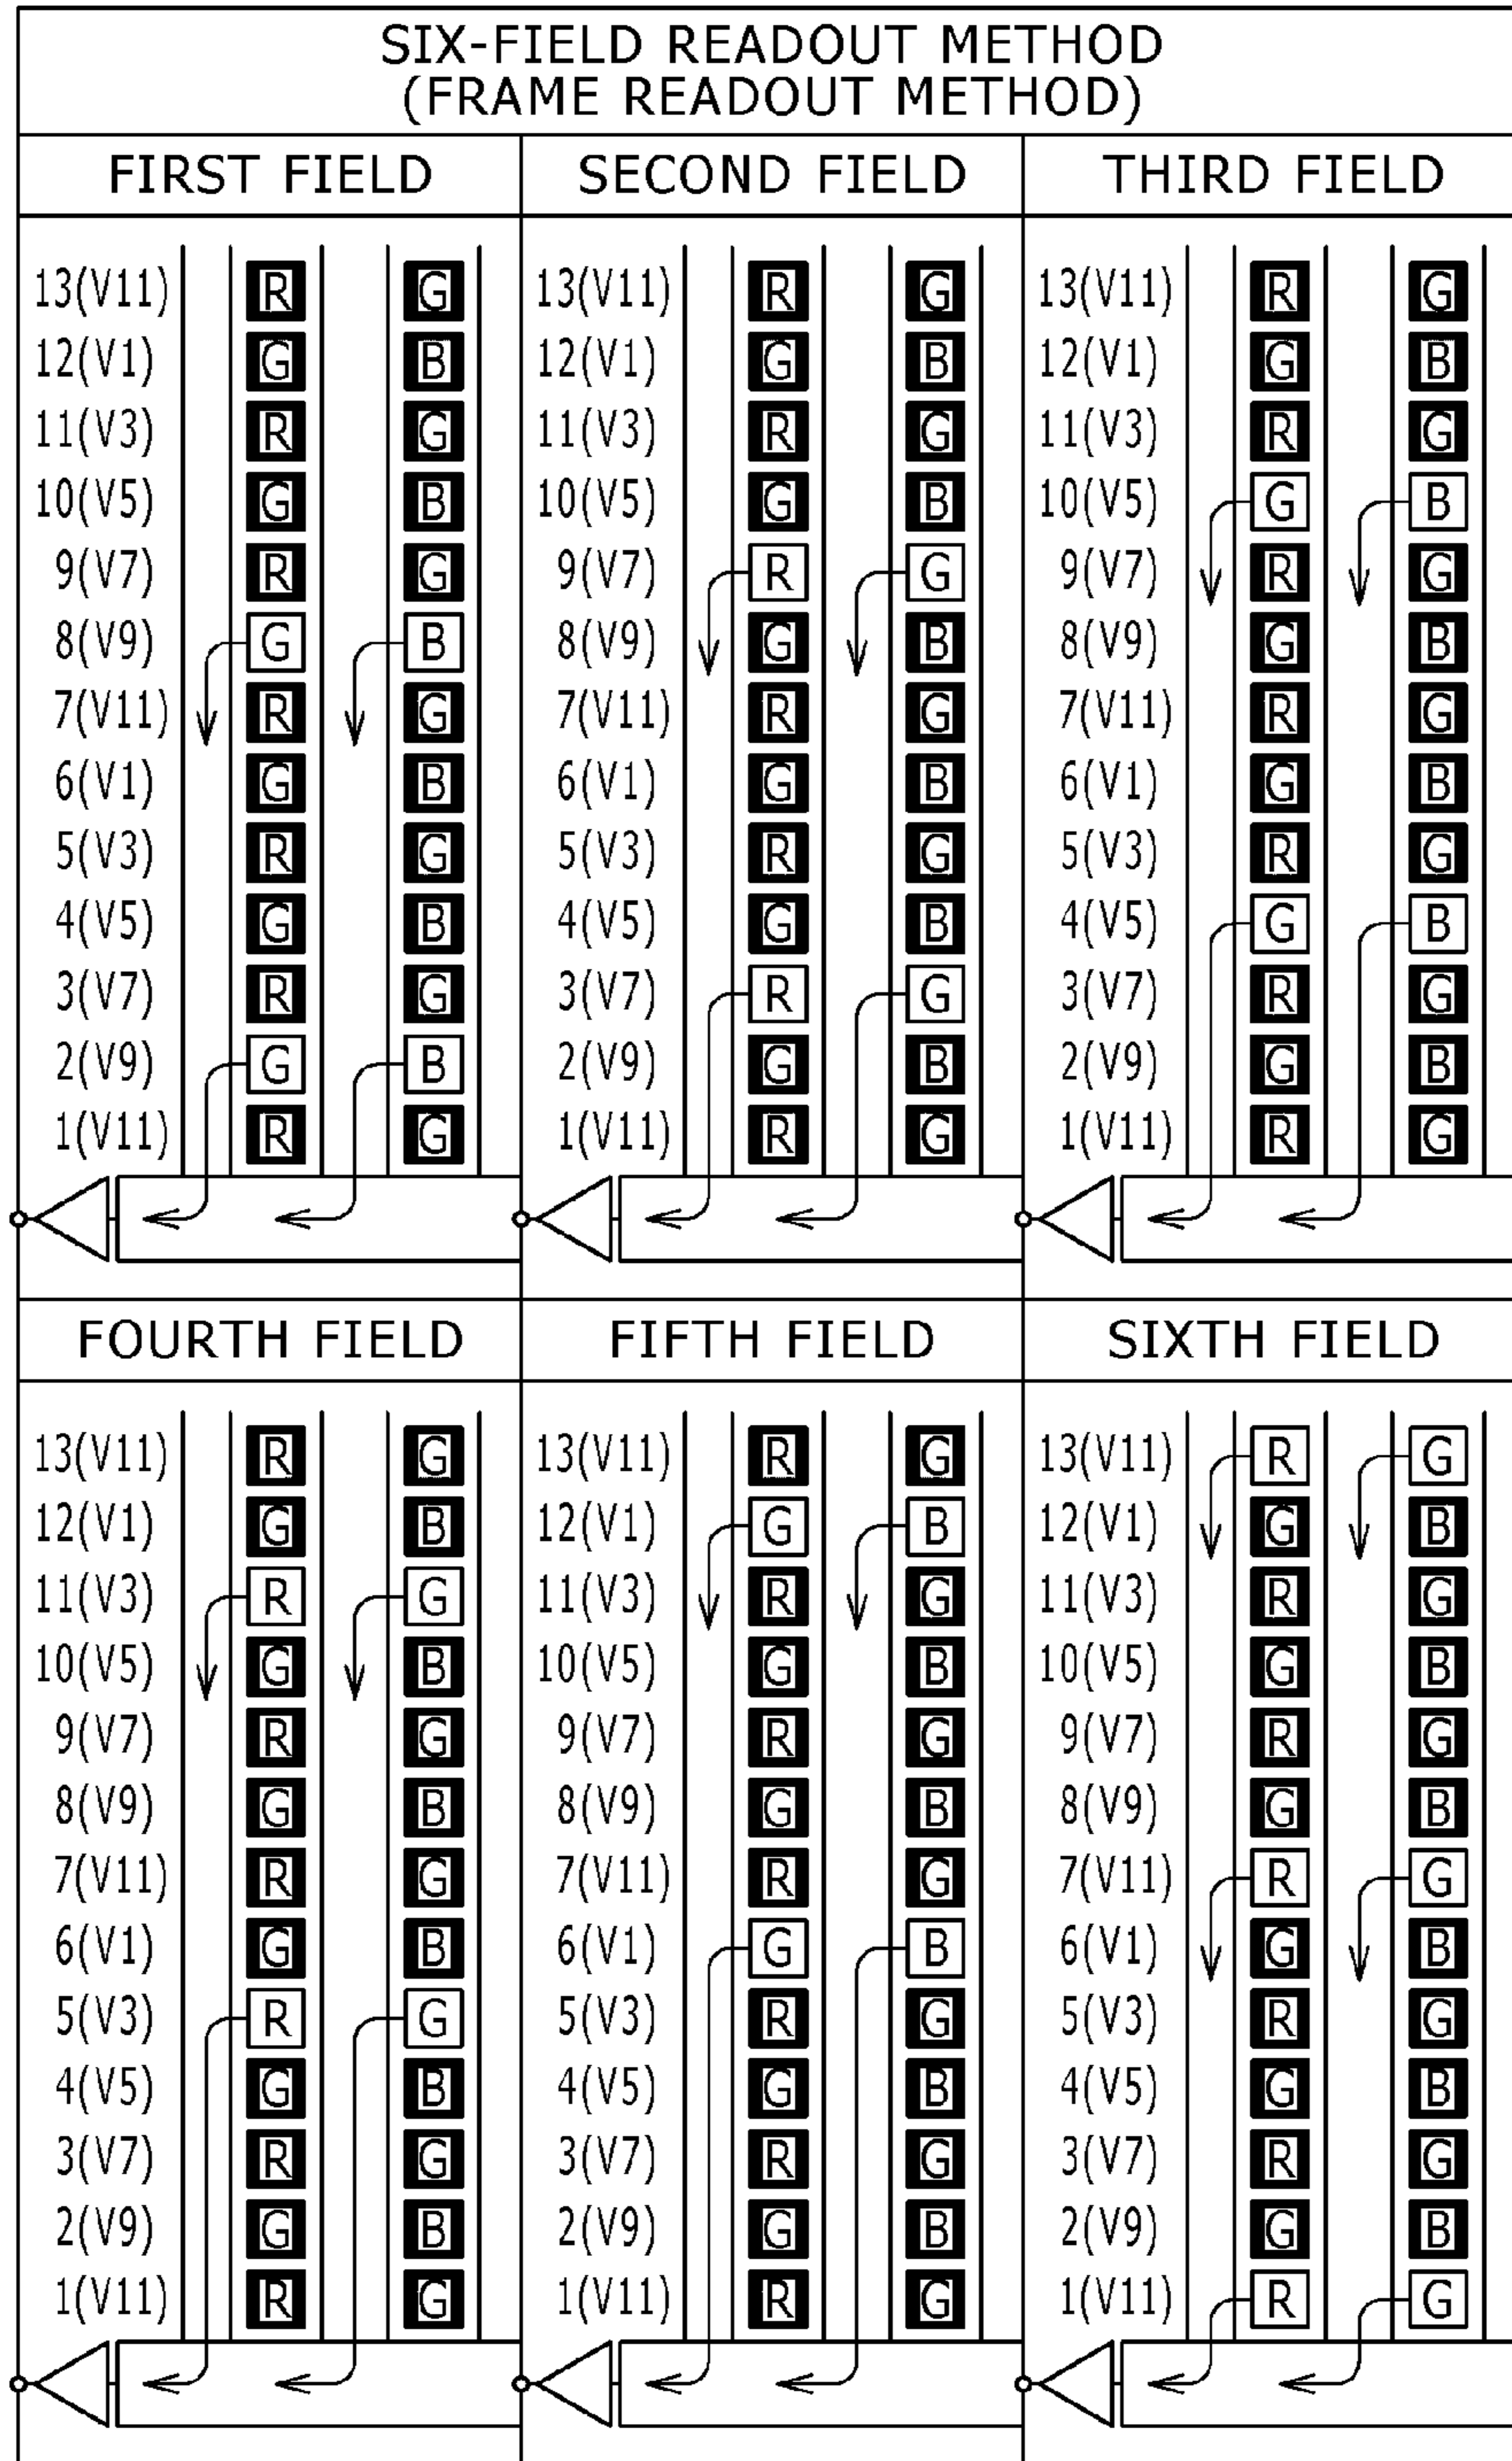 SIX-FIELD READOUT METHOD
(FRAME READOUT METHOD)
FIRST FIELD SECOND FIELD THIRD FIELD
13(V11) R G 13(V11) R G 13(V11) R G
12(V1) G B 12(V1) G B 12(V1) G B
11(V3) R G 11(V3) R G 11(V3) R G
10(V5) G B 10(V5) G B 10(V5) G B
9(V7) R G 9(V7) R G 9(V7) R G
8(V9) G B 8(V9) G B 8(V9) G B
7(V11) R G 7(V11) R G 7(V11) R G
6(V1) G B 6(V1) G B 6(V1) G B
5(V3) R G 5(V3) R G 5(V3) R G
4(V5) G B 4(V5) G B 4(V5) G B
3(V7) R G 3(V7) R G 3(V7) R G
2(V9) G B 2(V9) G B 2(V9) G B
1(V11) R G 1(V11) R G 1(V11) R G
FOURTH FIELD FIFTH FIELD SIXTH FIELD
13(V11) R G 13(V11) R G 13(V11) R G
12(V1) G B 12(V1) G B 12(V1) G B
11(V3) R G 11(V3) R G 11(V3) R G
10(V5) G B 10(V5) G B 10(V5) G B
9(V7) R G 9(V7) R G 9(V7) R G
8(V9) G B 8(V9) G B 8(V9) G B
7(V11) R G 7(V11) R G 7(V11) R G
6(V1) G B 6(V1) G B 6(V1) G B
5(V3) R G 5(V3) R G 5(V3) R G
4(V5) G B 4(V5) G B 4(V5) G B
3(V7) R G 3(V7) R G 3(V7) R G
2(V9) G B 2(V9) G B 2(V9) G B
1(V11) R G 1(V11) R G 1(V11) R G